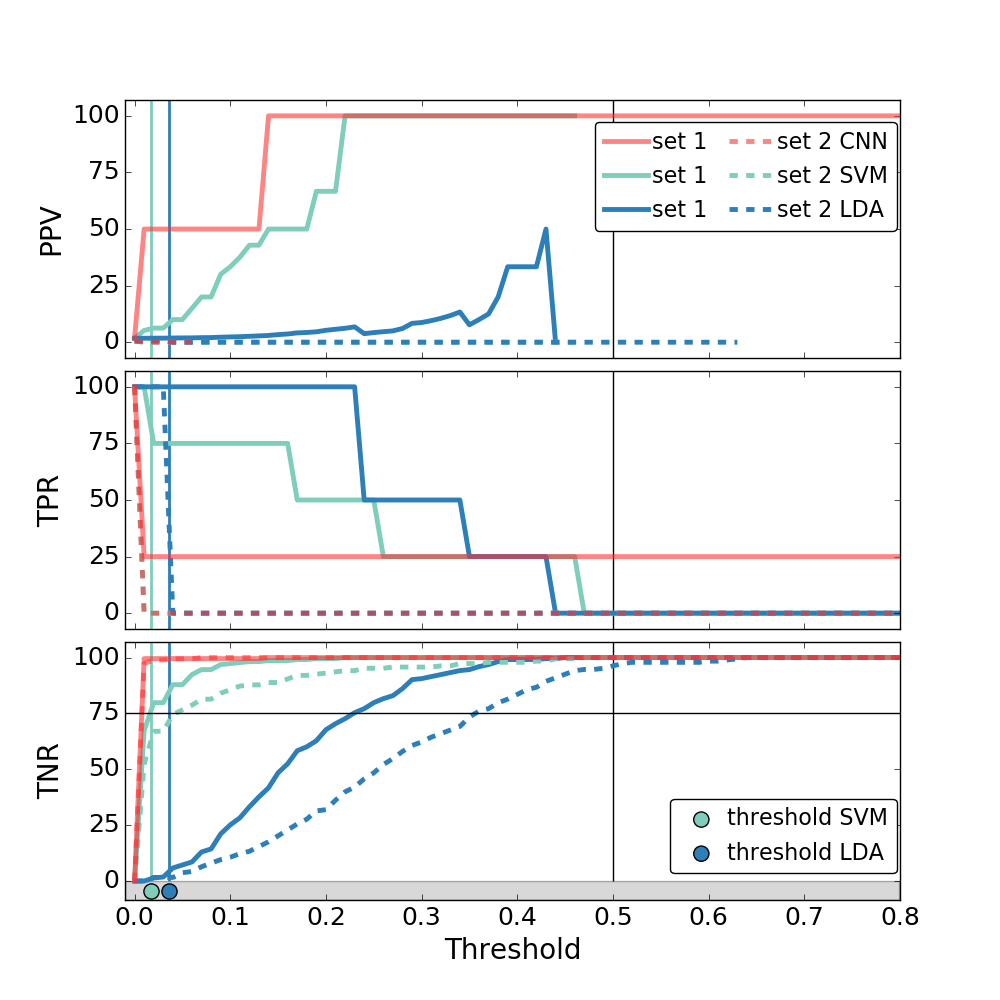 100
75
50
25
0
PPV
set 1 set 2 CNN
set 1 set 2 SVM
set 1 set 2 LDA
100
75
50
25
0
TPR
100
75
50
25
0
TNR
threshold SVM
threshold LDA
0.0 0.1 0.2 0.3 0.4 0.5 0.6 0.7 0.8
Threshold